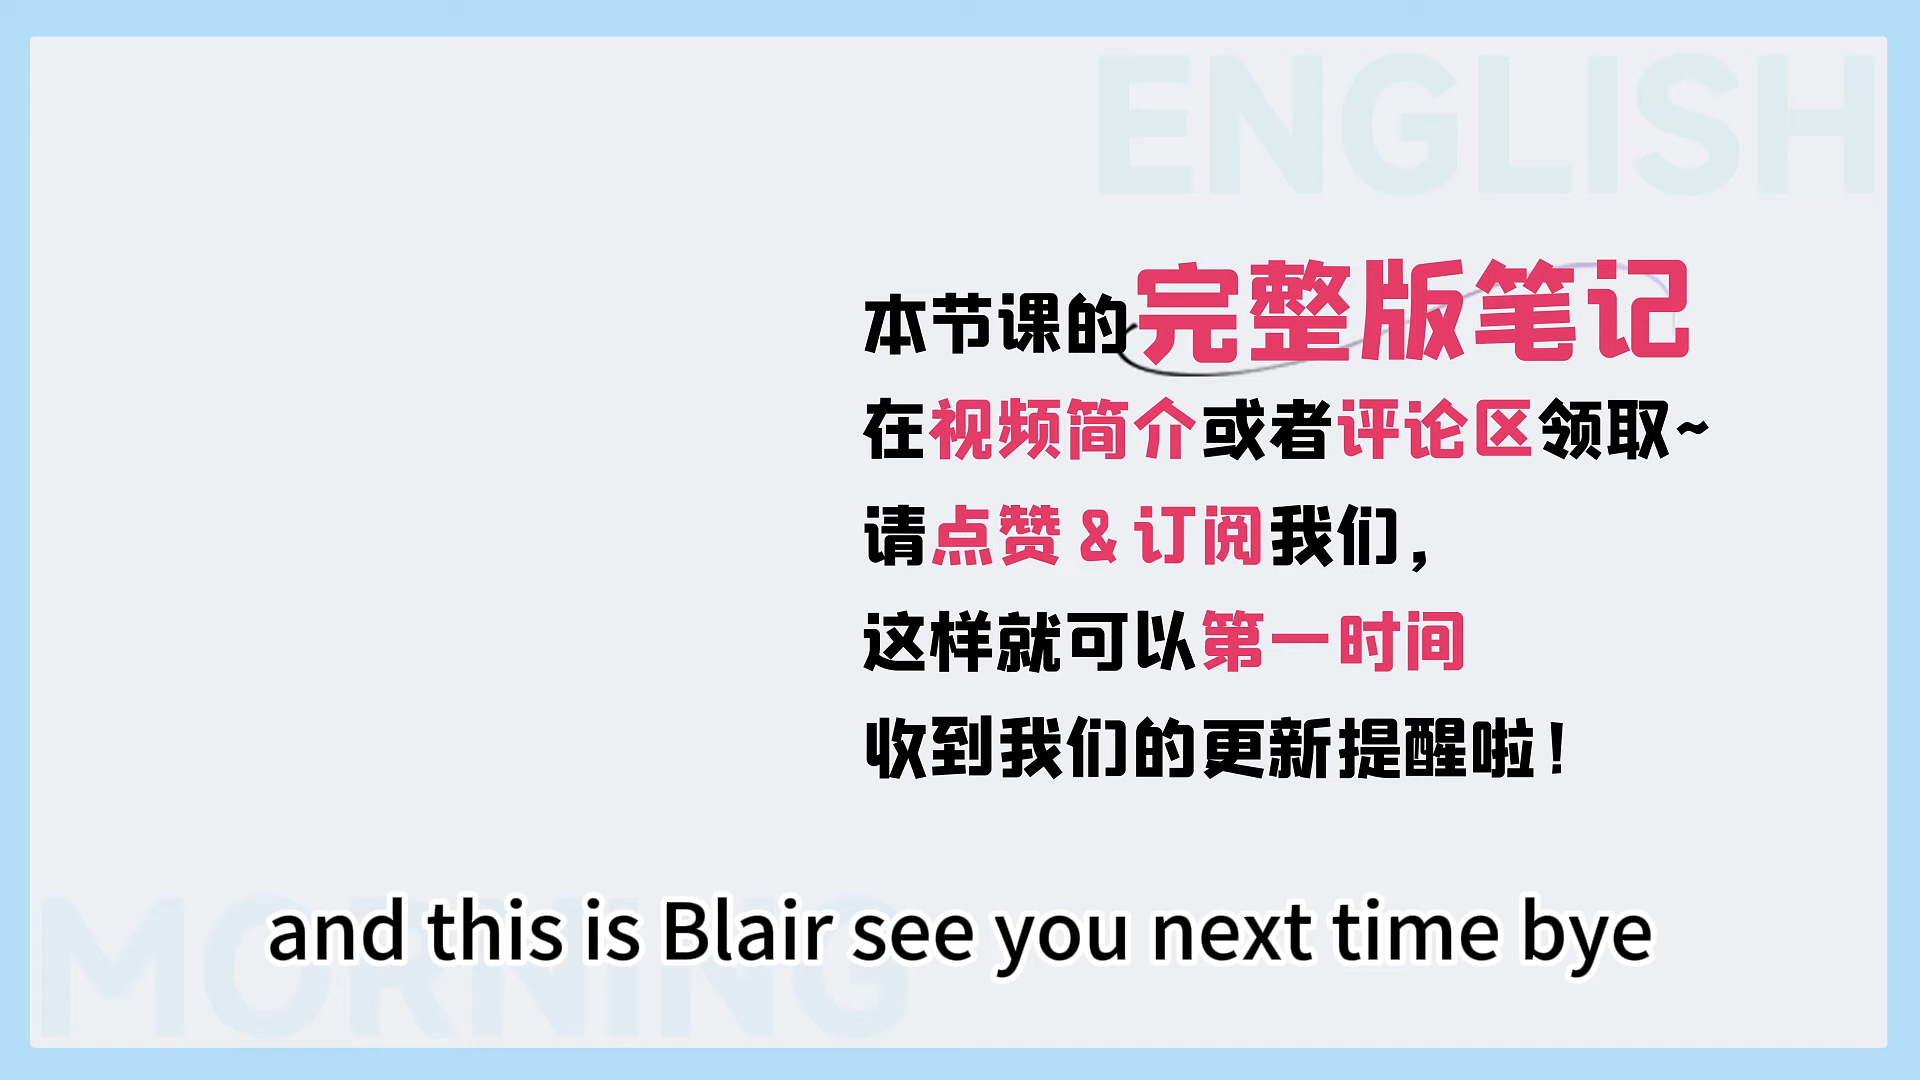 ENGLISH
本节课的完整版笔记
在视频简介或者评论区领取~
请点赞&订阅我们，
这样就可以第一时间
收到我们的更新提醒啦！
MORNING
and this is Blair see you next time bye